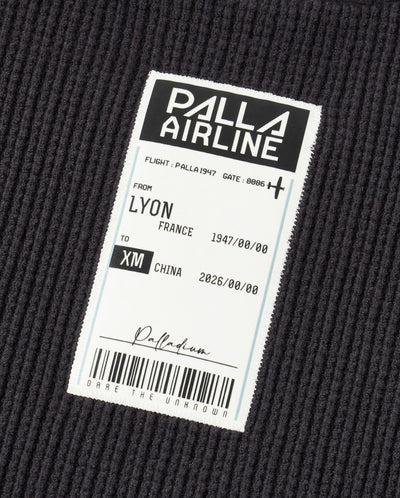 PALLA
AIRLINE
FLIGHT: PALLA1947 GATE: 0086
FROM
LYON
FRANCE 1947/00/00
TO
XM CHINA 2026/00/00
Palladium
DARE THE UNKNOWN